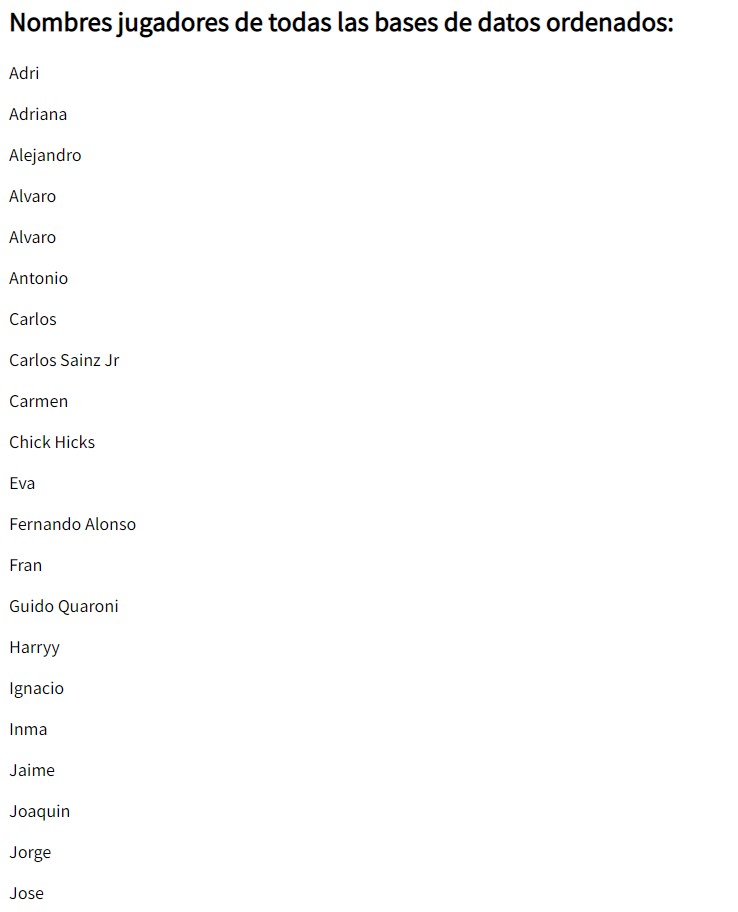 Nombres jugadores de todas las bases de datos ordenados:
Adri
Adriana
Alejandro
Alvaro
Alvaro
Antonio
Carlos
Carlos Sainz Jr
Carmen
Chick Hicks
Eva
Fernando Alonso
Fran
Guido Quaroni
Harryy
Ignacio
Inma
Jaime
Joaquin
Jorge
Jose